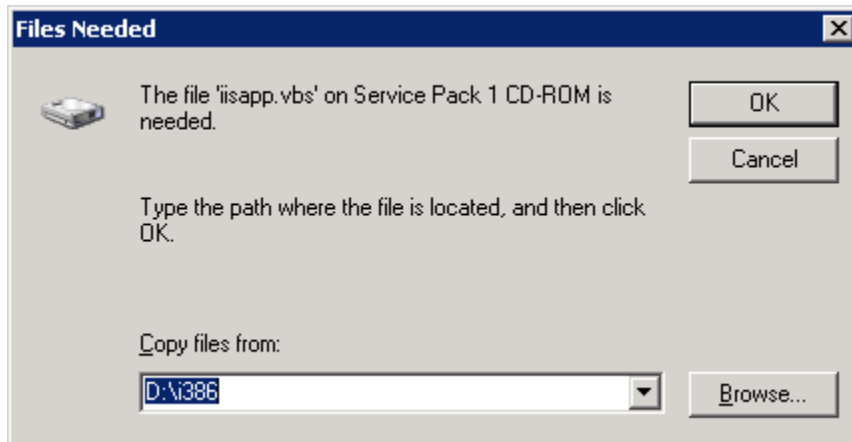 Files Needed
The file 'iisapp.vbs' on Service Pack 1 CD-ROM is
needed.
OK
Cancel
Type the path where the file is located, and then click
OK.
Copy files from:
D:\i386
Browse...